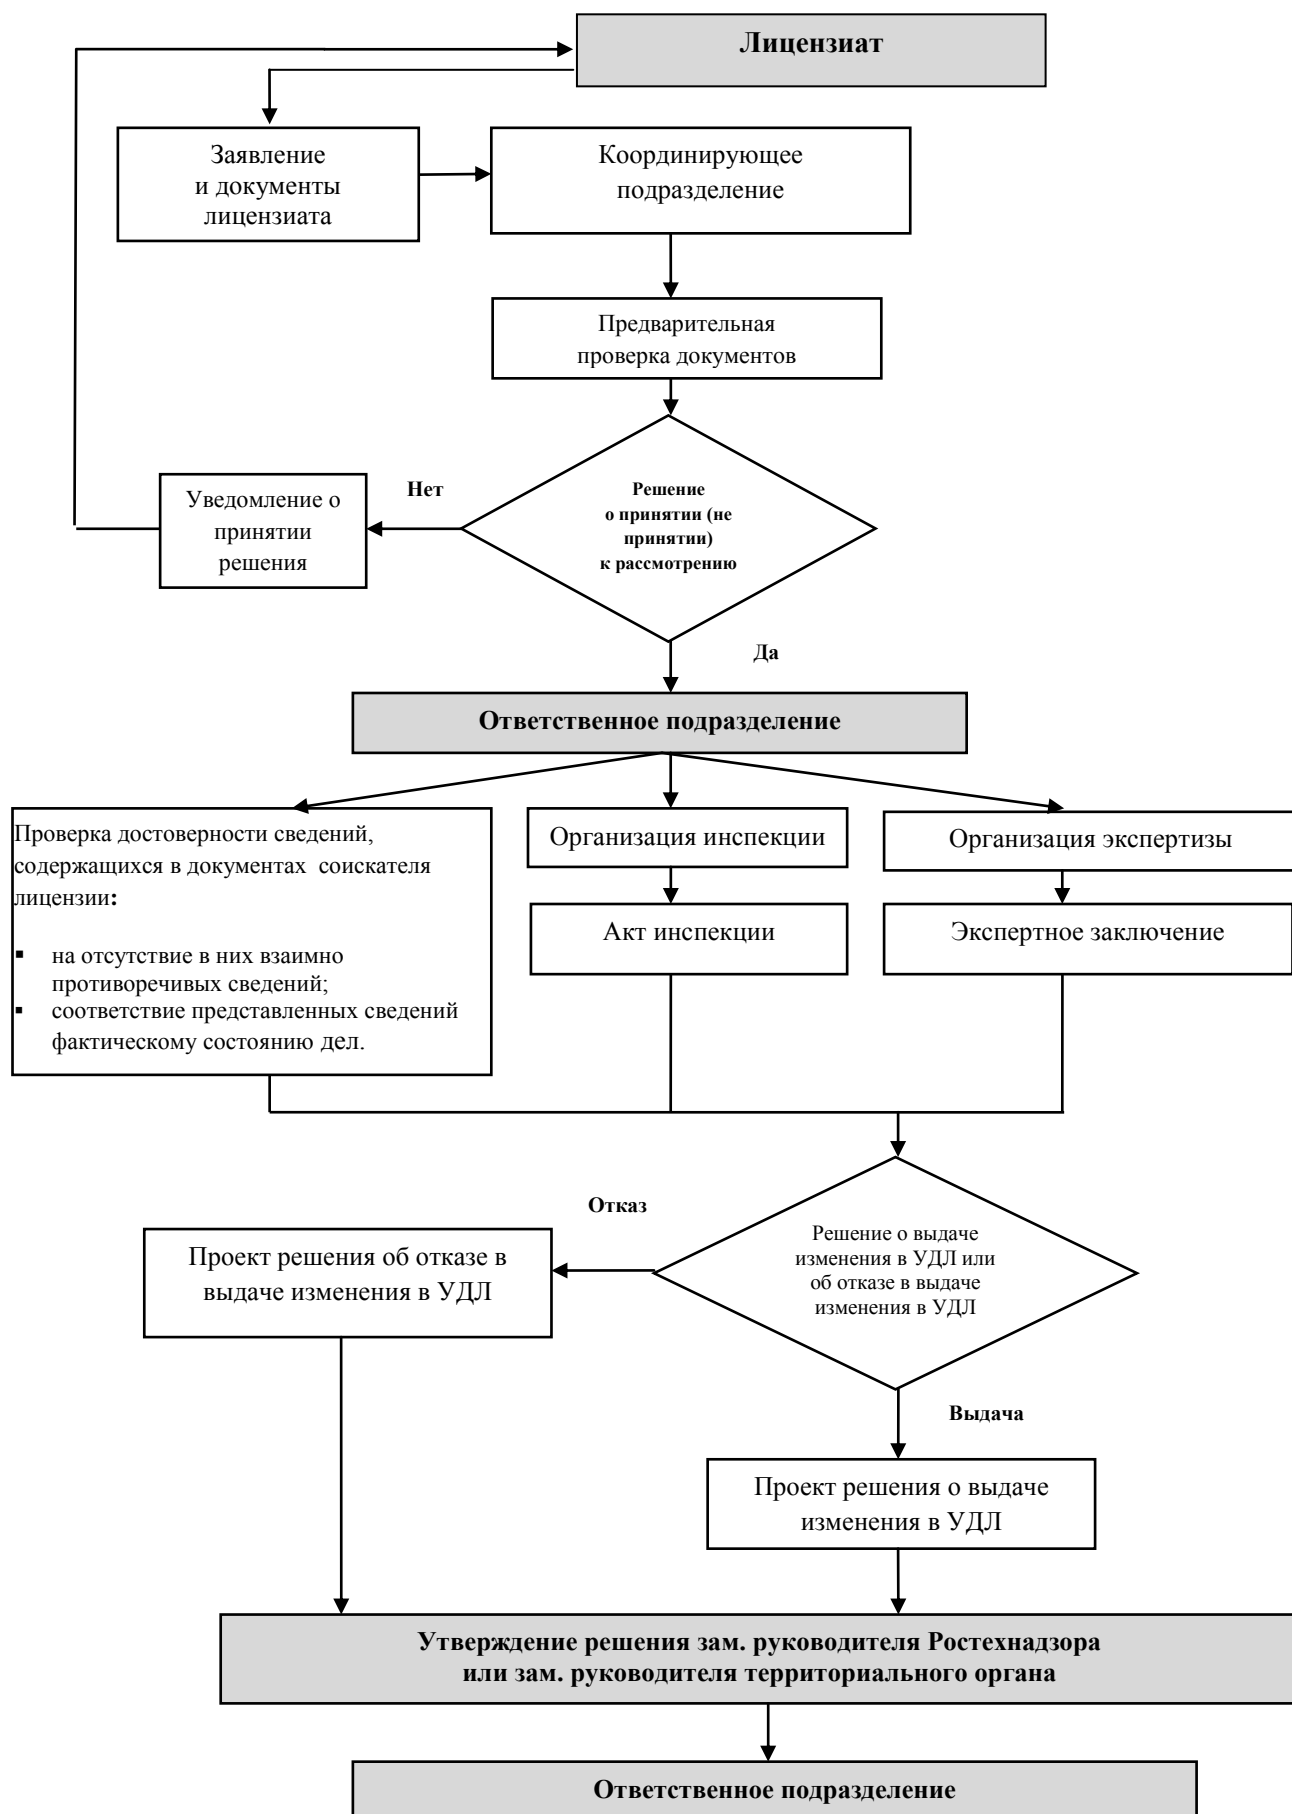 Лицензиат
Заявление
и документы
лицензиата
Координирующее
подразделение
Предварительная
проверка документов
Нет
Уведомление о
принятии
решения
Решение
о принятии (не
принятии)
к рассмотрению
Да
Ответственное подразделение
Проверка достоверности сведений,
содержащихся в документах соискателя
лицензии:
▪ на отсутствие в них взаимно
противоречивых сведений;
▪ соответствие представленных сведений
фактическому состоянию дел.
Организация инспекции
Акт инспекции
Организация экспертизы
Экспертное заключение
Отказ
Проект решения об отказе в
выдаче изменения в УДЛ
Решение о выдаче
изменения в УДЛ или
об отказе в выдаче
изменения в УДЛ
Выдача
Проект решения о выдаче
изменения в УДЛ
Утверждение решения зам. руководителя Ростехнадзора
или зам. руководителя территориального органа
Ответственное подразделение